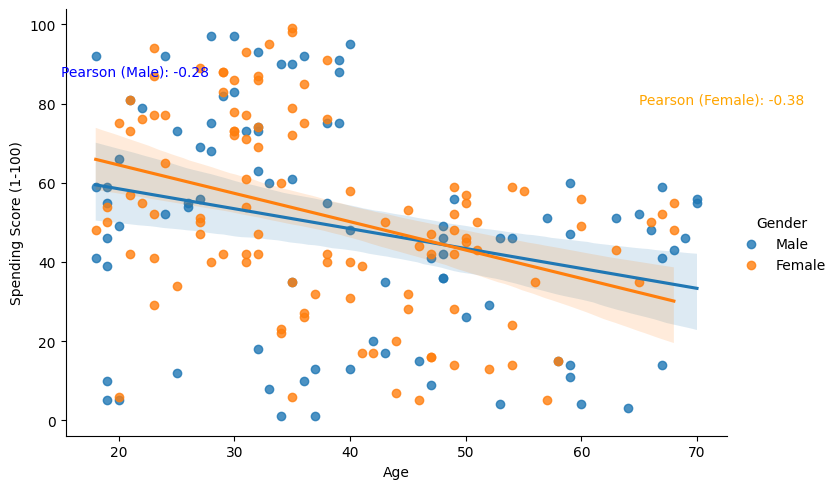 100
80
60
40
20
0
Spending Score (1-100)
Pearson (Male): -0.28
Pearson (Female): -0.38
Gender
Male
Female
20 30 40 50 60 70
Age